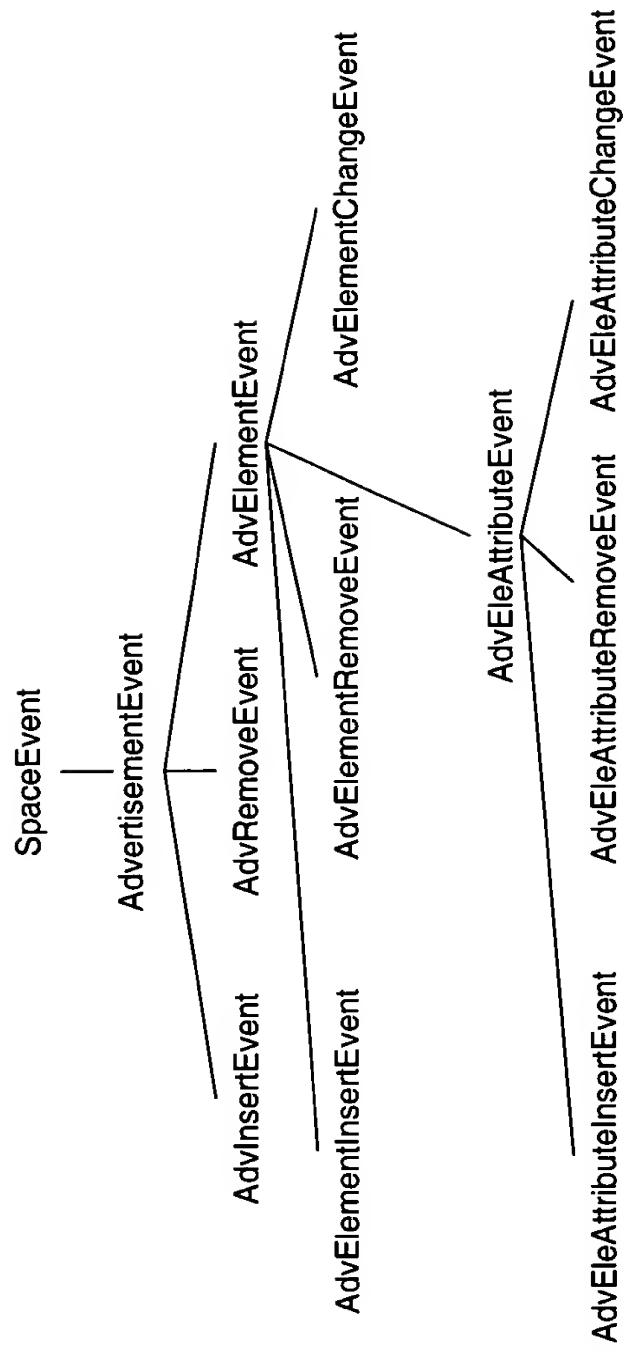 SpaceEvent
AdvertisementEvent
AdvInsertEvent AdvRemoveEvent AdvElementEvent
AdvElementInsertEvent AdvElementRemoveEvent AdvElementChangeEvent
AdvEleAttributeEvent
AdvEleAttributeInsertEvent AdvEleAttributeRemoveEvent AdvEleAttributeChangeEvent